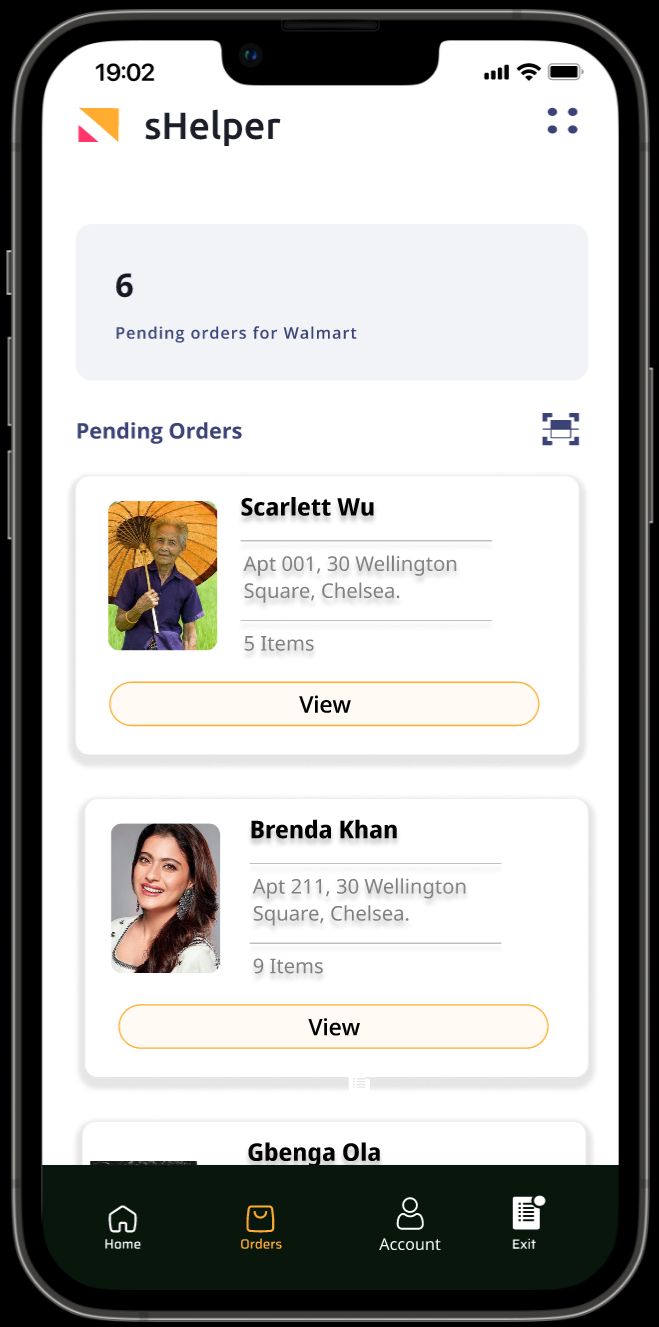 19:02
sHelper
6
Pending orders for Walmart
Pending Orders
Scarlett Wu
Apt 001, 30 Wellington
Square, Chelsea.
5 Items
View
Brenda Khan
Apt 211, 30 Wellington
Square, Chelsea.
9 Items
View
Gbenga Ola
Home
Orders
Account
Exit